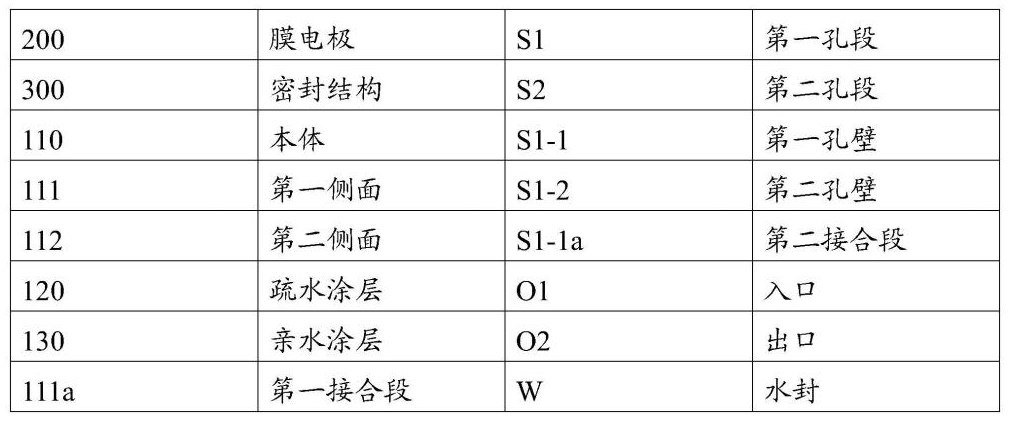 200 膜电极 S1 第一孔段
300 密封结构 S2 第二孔段
110 本体 S1-1 第一孔壁
111 第一侧面 S1-2 第二孔壁
112 第二侧面 S1-1a 第二接合段
120 疏水涂层 O1 入口
130 亲水涂层 O2 出口
111a 第一接合段 W 水封